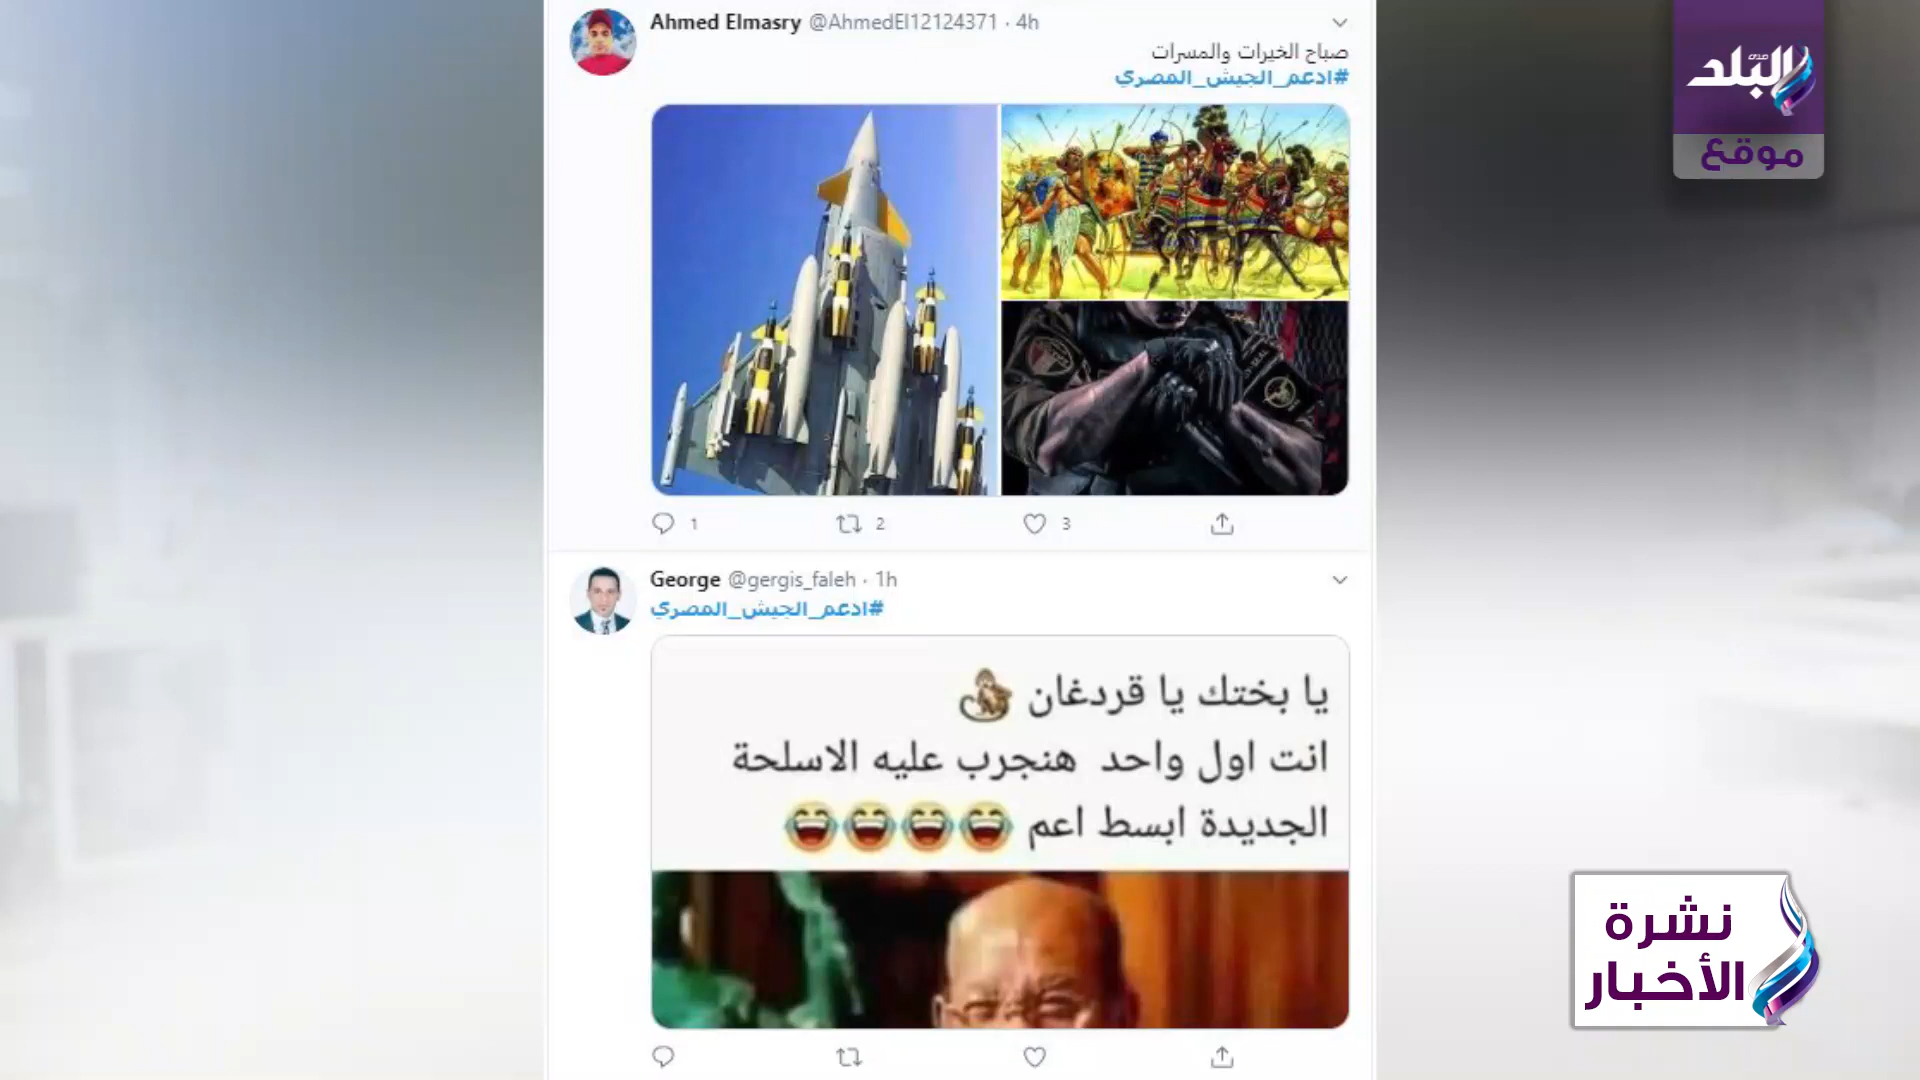 Ahmed Elmasry @AhmedEl12124371 · 4h
صباح الخيرات والمسرات
#ادعم_الجيش_المصري
1 2 3
George @gergis_faleh · 1h
#ادعم_الجيش_المصري
يا بختك يا قردغان
انت اول واحد هنجرب عليه الاسلحة
الجديدة ابسط اعم
صدى البلد
موقع
نشرة
الأخبار